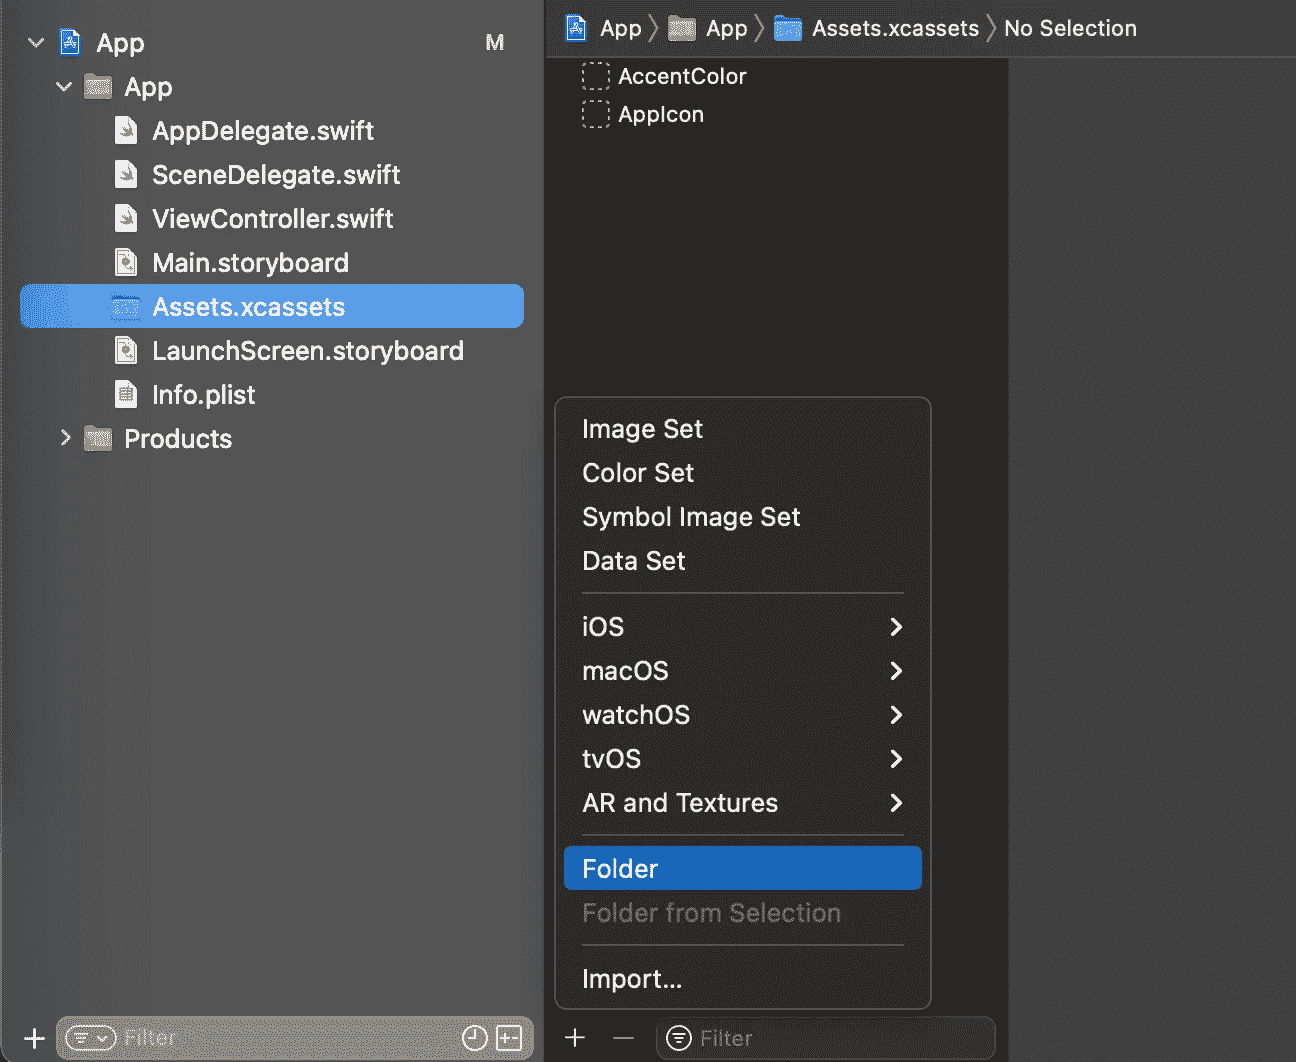 App
M
App
AppDelegate.swift
SceneDelegate.swift
ViewController.swift
Main.storyboard
Assets.xcassets
LaunchScreen.storyboard
Info.plist
Products
Filter
App App Assets.xcassets No Selection
AccentColor
AppIcon
Image Set
Color Set
Symbol Image Set
Data Set
iOS
macOS
watchOS
tvOS
AR and Textures
Folder
Folder from Selection
Import...
Filter